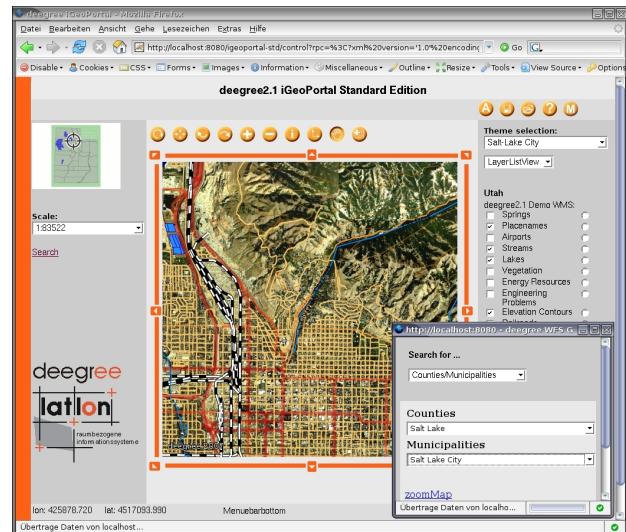 deegree iGeoPortal - Mozilla Firefox
Datei Bearbeiten Ansicht Gehe Lesezeichen Extras Hilfe
http://localhost:8080/igeoportal-std/control?rpc=%3C?xml%20version='1.0%20encoding
Go
Disable Cookies CSS Forms Images Information Miscellaneous Outline Resize Tools View Source Options
deegree2.1 iGeoPortal Standard Edition
A ? M
Theme selection:
Salt-Lake City
LayerListView
Scale:
1:83522
Search
Utah
deegree2.1 Demo WMS:
Springs
Placenames
Airports
Streams
Lakes
Vegetation
Energy Resources
Engineering
Problems
Elevation Contours
Railroads
http://localhost:8080 - deegree WFS G
Search for ...
Counties/Municipalities
Counties
Salt Lake
Municipalities
Salt Lake City
zoomMap
Übertrage Daten von localho...
deegree
lat/lon
raumbezogene
informationssysteme
lon: 425878.720 lat: 4517093.990 Menuebarbottom
Übertrage Daten von localhost...